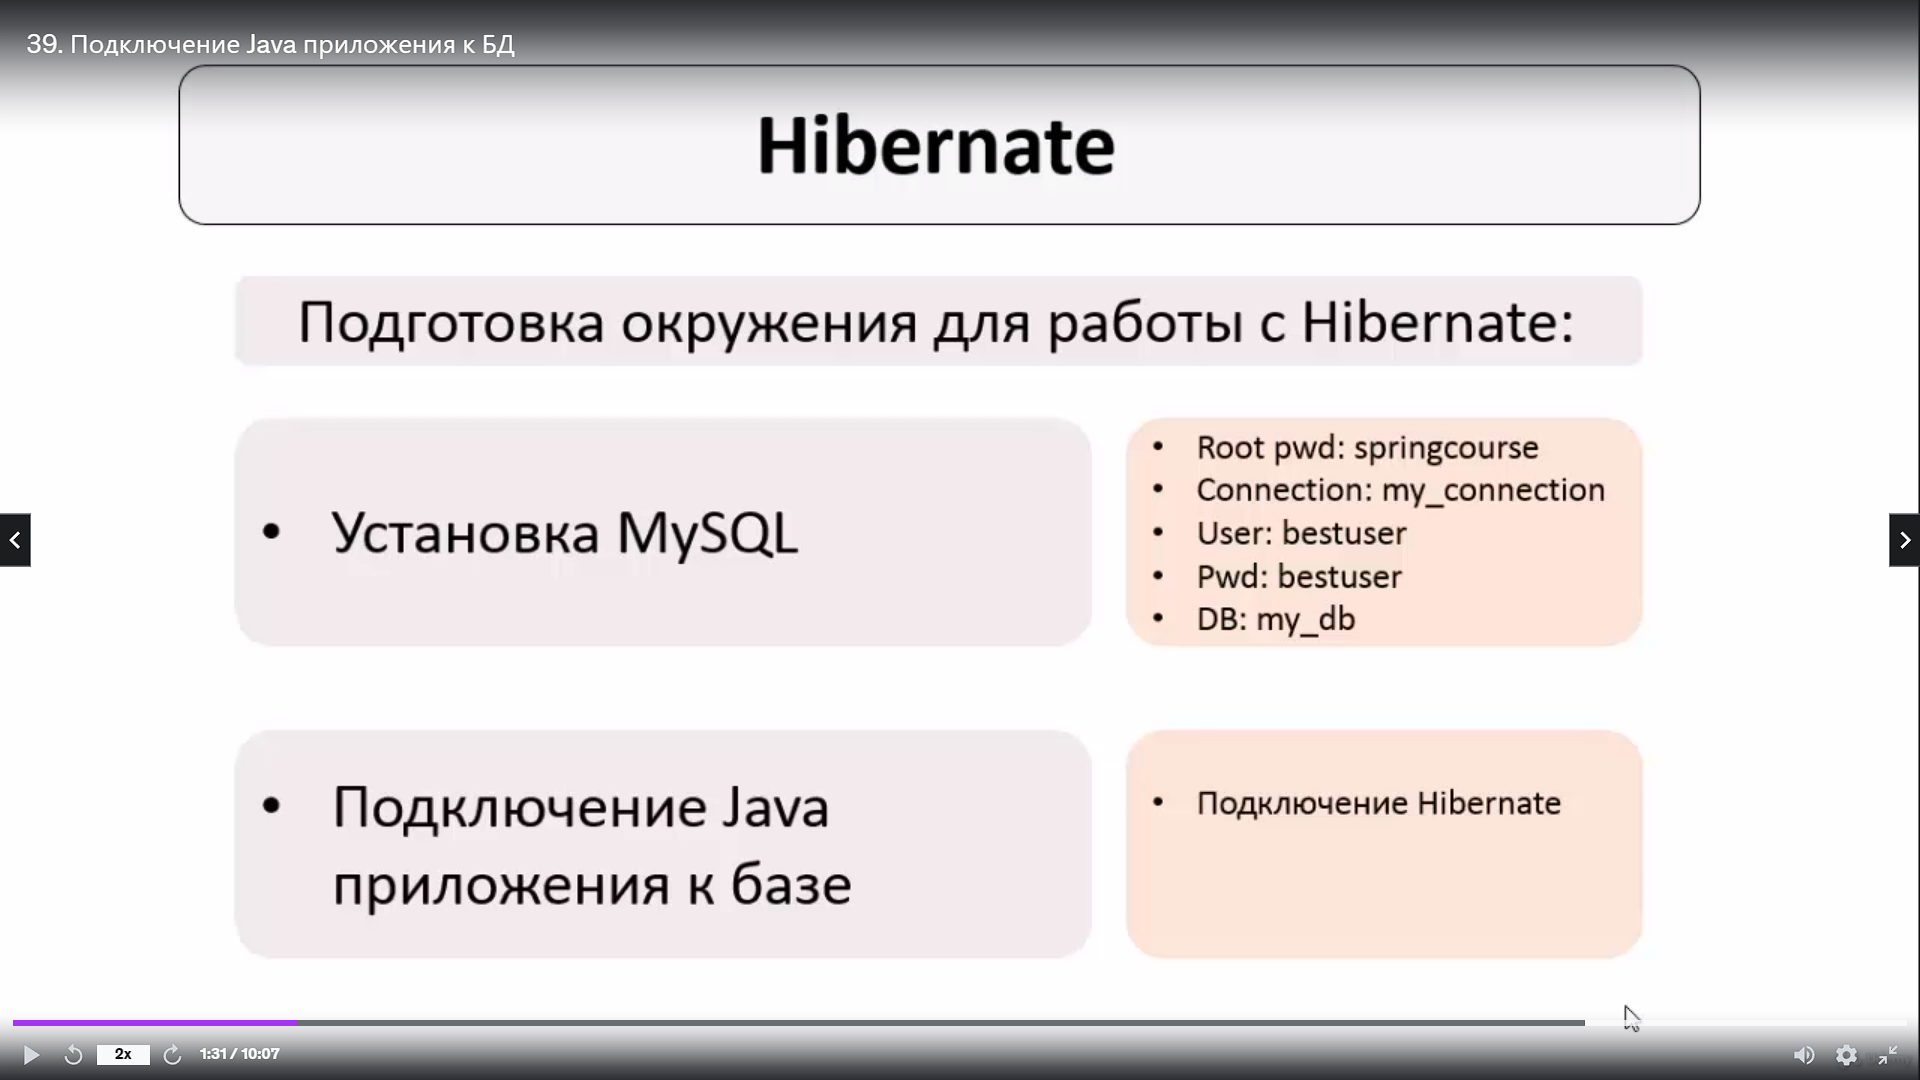 39. Подключение Java приложения к БД
Hibernate
Подготовка окружения для работы с Hibernate:
• Установка MySQL
• Root pwd: springcourse
• Connection: my_connection
• User: bestuser
• Pwd: bestuser
• DB: my_db
• Подключение Java
приложения к базе
• Подключение Hibernate
2x
1:31 / 10:07